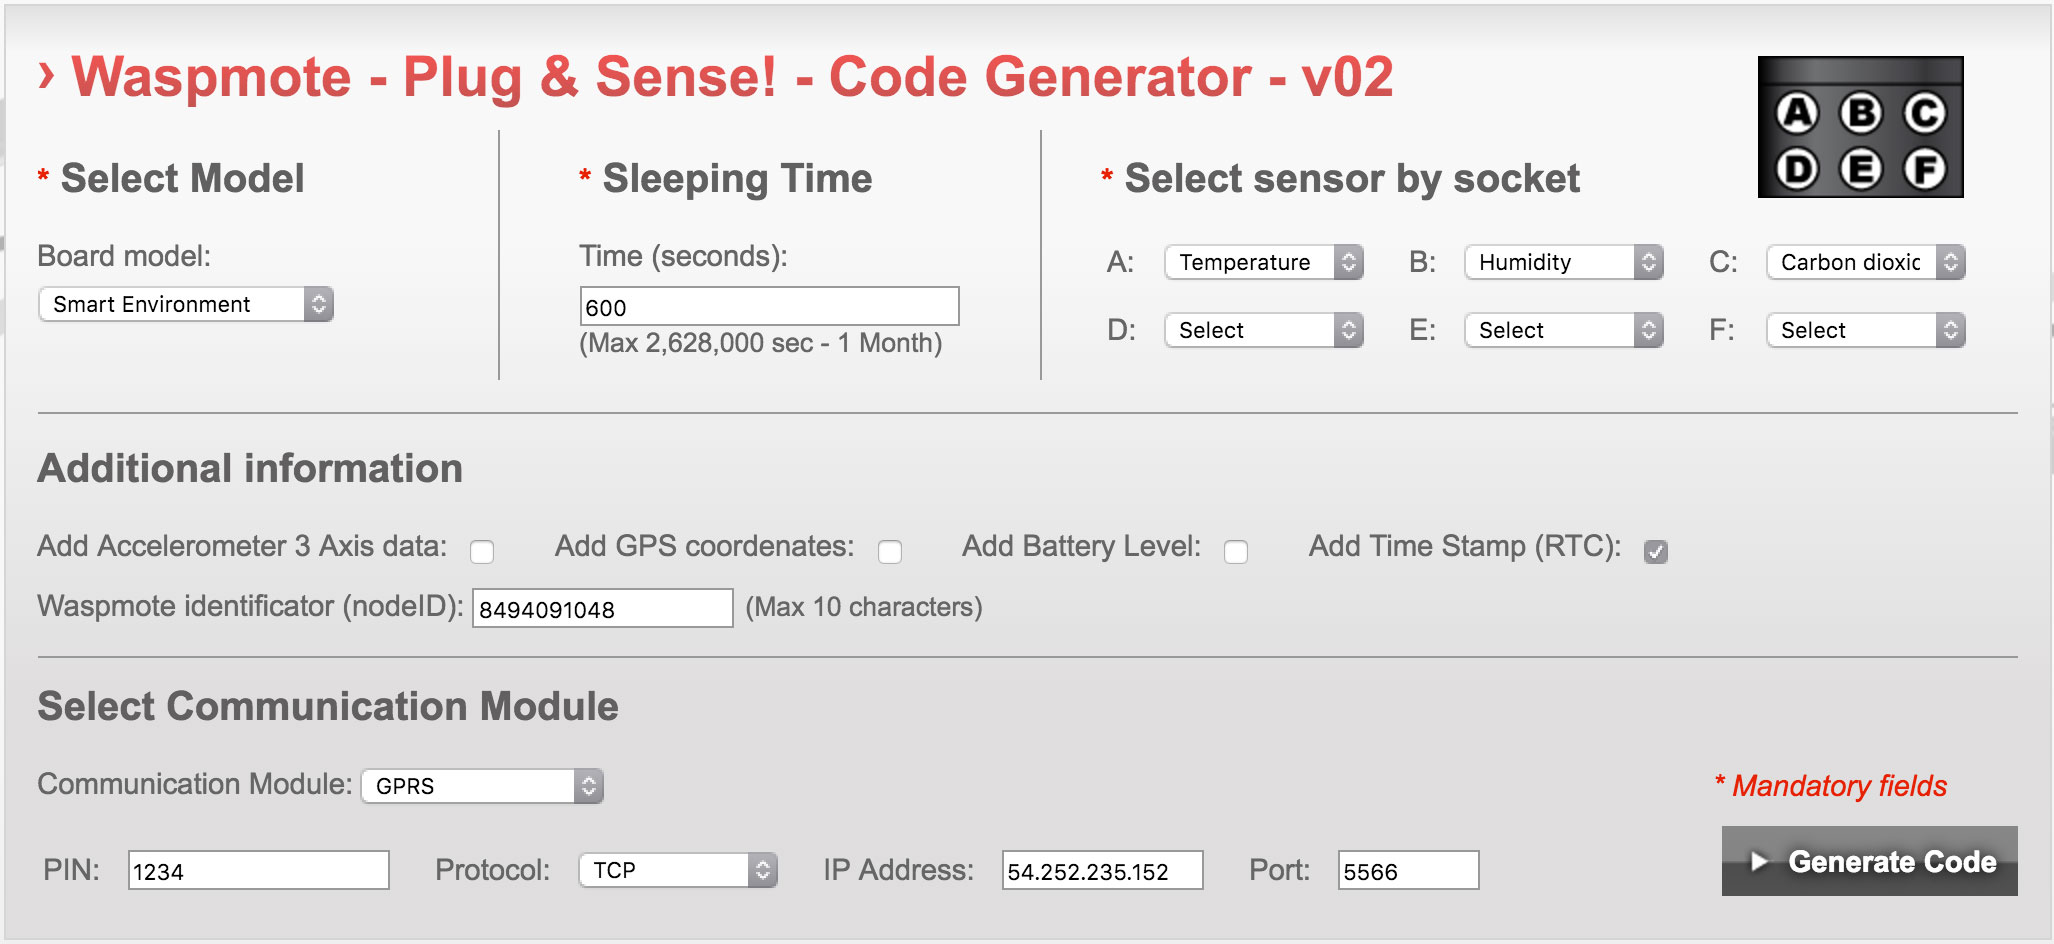 › Waspmote - Plug & Sense! - Code Generator - v02
A B C
D E F
* Select Model
Board model:
Smart Environment
* Sleeping Time
Time (seconds):
600
(Max 2,628,000 sec - 1 Month)
* Select sensor by socket
A: Temperature B: Humidity C: Carbon dioxic
D: Select E: Select F: Select
Additional information
Add Accelerometer 3 Axis data: Add GPS coordenates: Add Battery Level: Add Time Stamp (RTC):
Waspmote identificator (nodeID): 8494091048 (Max 10 characters)
Select Communication Module
Communication Module: GPRS
* Mandatory fields
PIN: 1234 Protocol: TCP IP Address: 54.252.235.152 Port: 5566
Generate Code